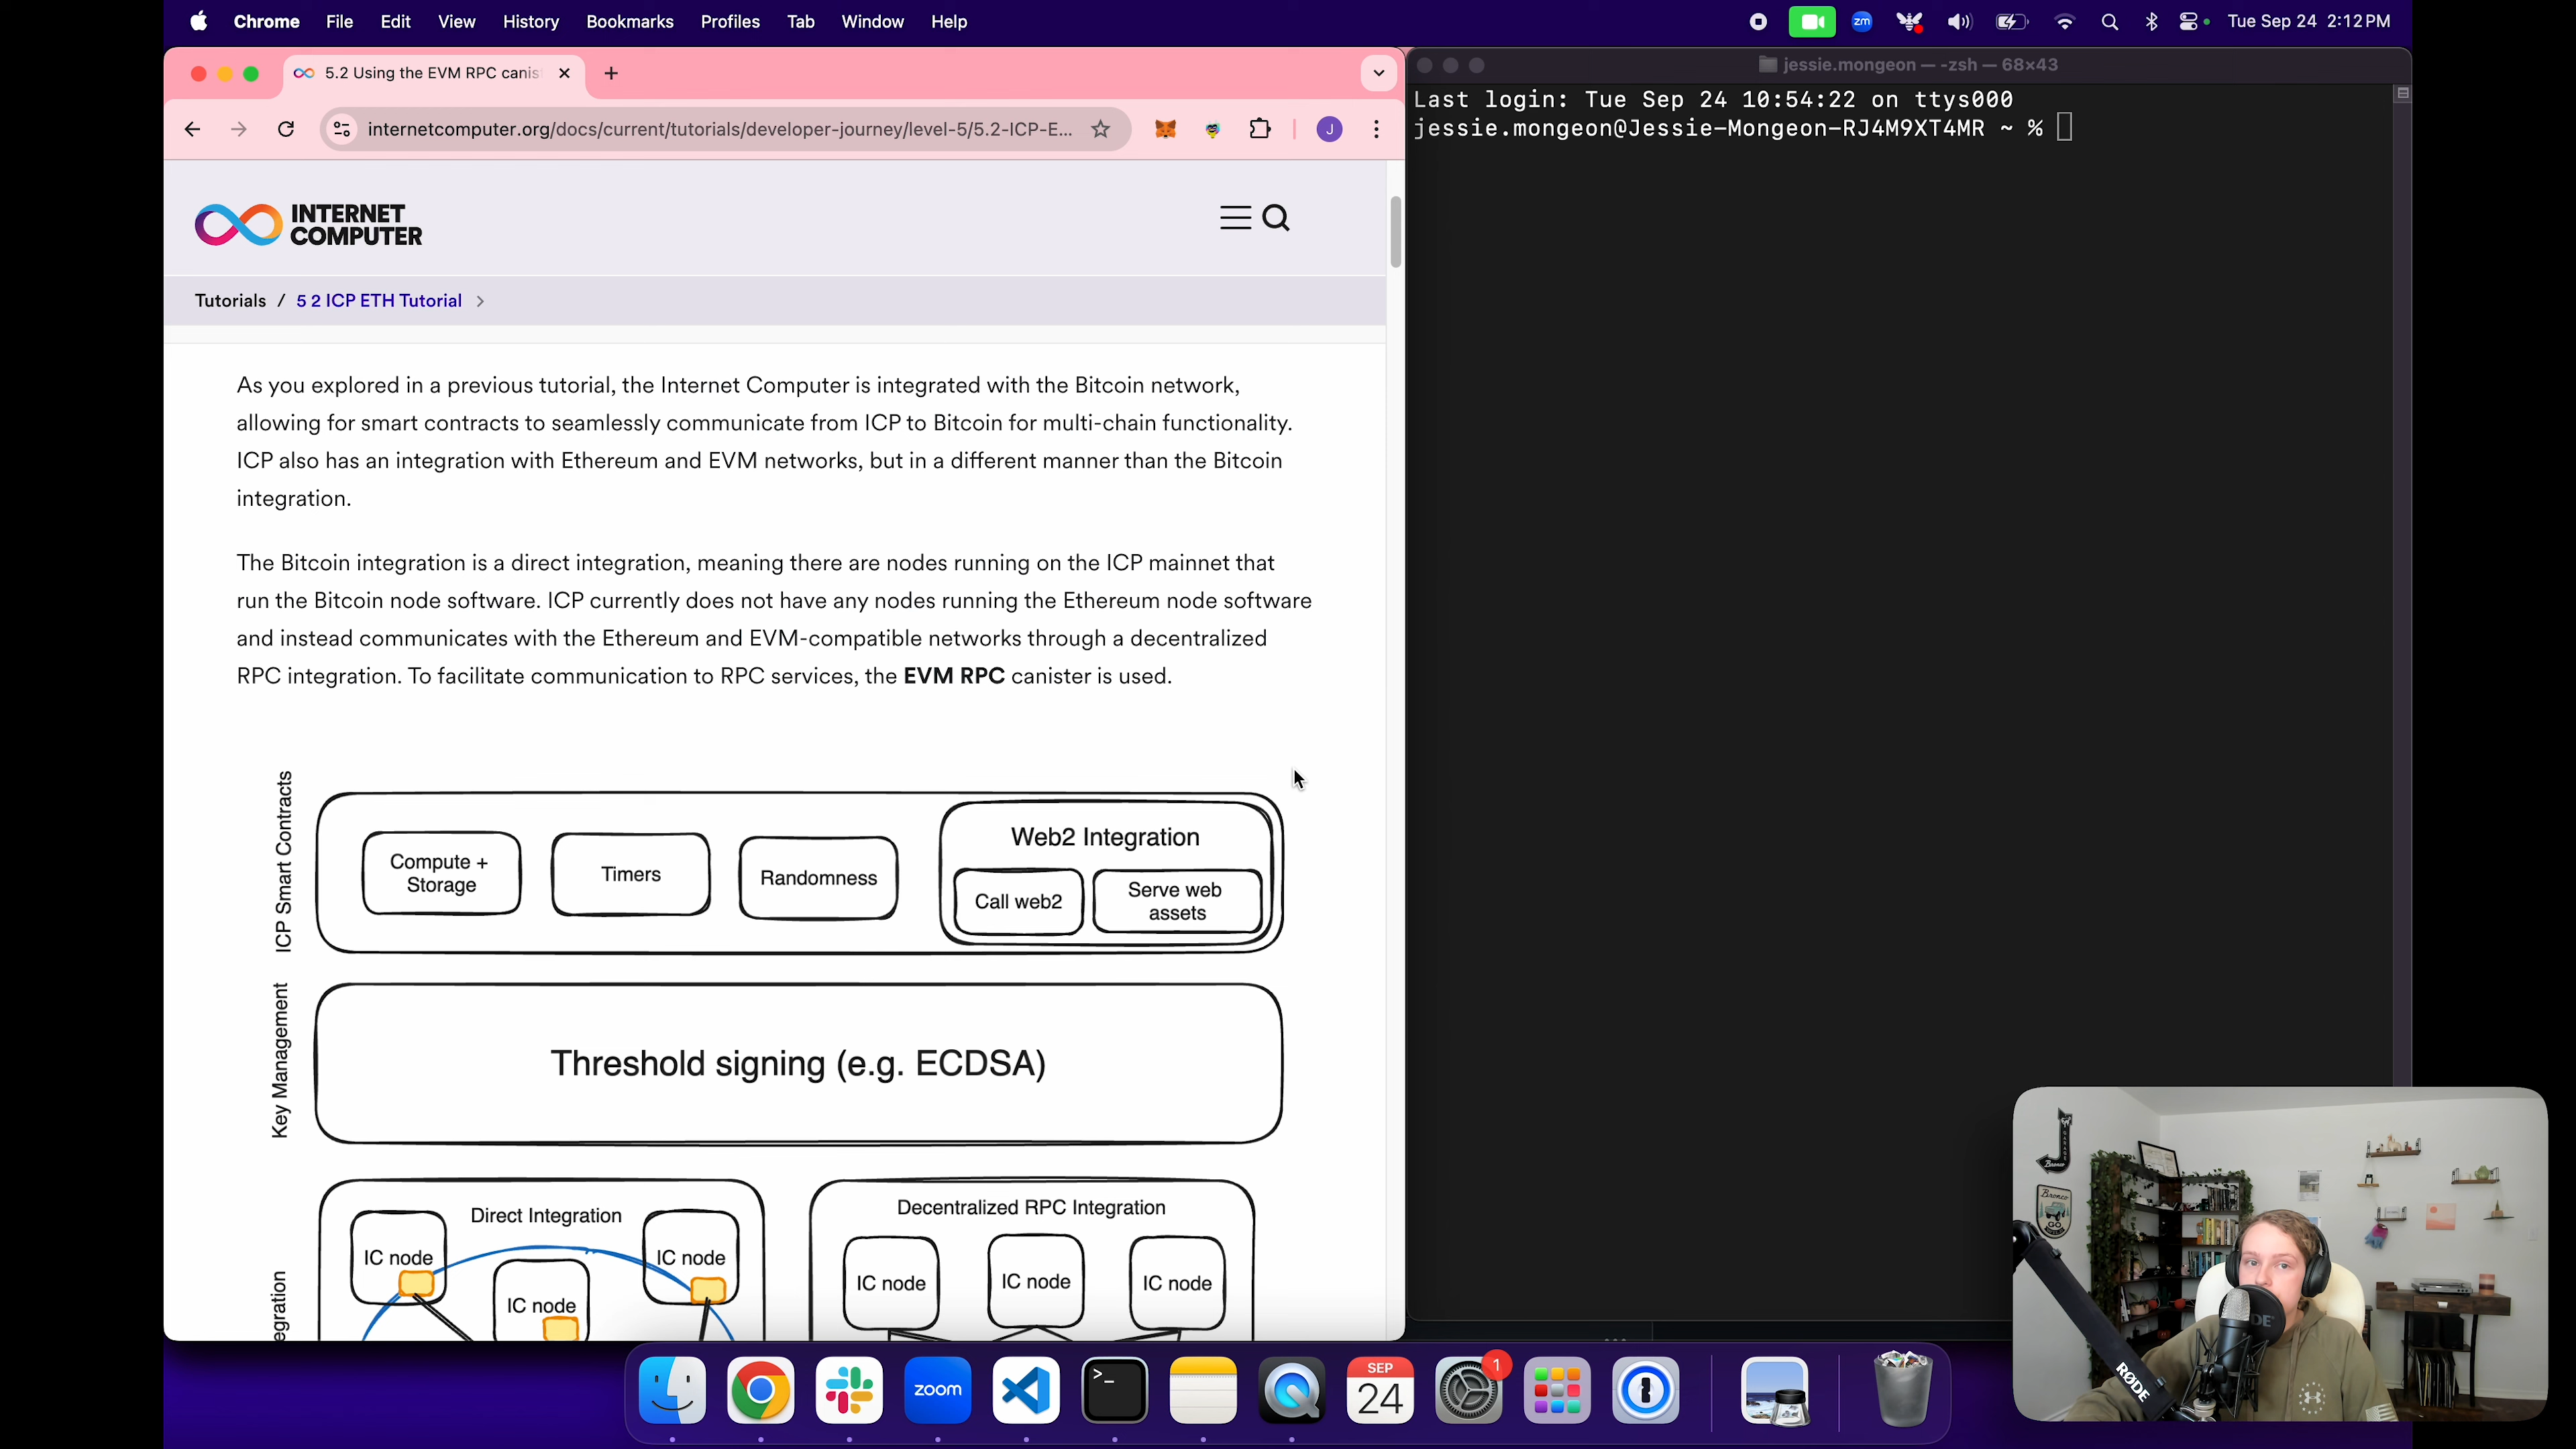 Chrome File Edit View History Bookmarks Profiles Tab Window Help
zm
Tue Sep 24 2:12 PM
5.2 Using the EVM RPC canis
internetcomputer.org/docs/current/tutorials/developer-journey/level-5/5.2-ICP-E...
J
INTERNET
COMPUTER
Tutorials / 5 2 ICP ETH Tutorial >
As you explored in a previous tutorial, the Internet Computer is integrated with the Bitcoin network,
allowing for smart contracts to seamlessly communicate from ICP to Bitcoin for multi-chain functionality.
ICP also has an integration with Ethereum and EVM networks, but in a different manner than the Bitcoin
integration.
The Bitcoin integration is a direct integration, meaning there are nodes running on the ICP mainnet that
run the Bitcoin node software. ICP currently does not have any nodes running the Ethereum node software
and instead communicates with the Ethereum and EVM-compatible networks through a decentralized
RPC integration. To facilitate communication to RPC services, the EVM RPC canister is used.
ICP Smart Contracts
Compute +
Storage
Timers
Randomness
Web2 Integration
Call web2
Serve web
assets
Key Management
Threshold signing (e.g. ECDSA)
egration
Direct Integration
IC node
IC node
IC node
Decentralized RPC Integration
IC node
IC node
IC node
jessie.mongeon — -zsh — 68×43
Last login: Tue Sep 24 10:54:22 on ttys000
jessie.mongeon@Jessie-Mongeon-RJ4M9XT4MR ~ %
zoom
>_
SEP
24
1
Bronco
Bronco
GO
RØDE